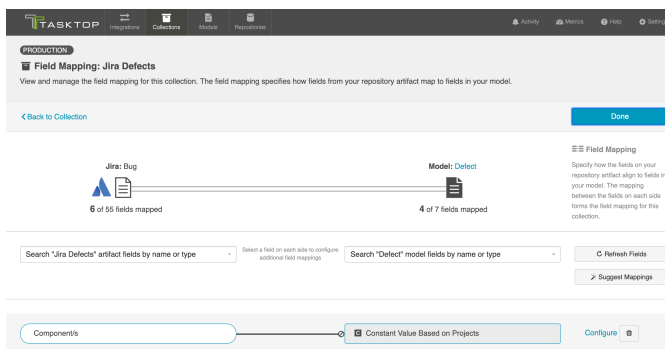 TASKTOP
Integrations
Collections
Models
Repositories
Activity
Metrics
Help
Setting
PRODUCTION
Field Mapping: Jira Defects
View and manage the field mapping for this collection. The field mapping specifies how fields from your repository artifact map to fields in your model.
Back to Collection
Done
Field Mapping
Specify how the fields on your
repository artifact align to fields in
your model. The mapping
between the fields on each side
forms the field mapping for this
collection.
Jira: Bug
Model: Defect
6 of 55 fields mapped
4 of 7 fields mapped
Search "Jira Defects" artifact fields by name or type
Select a field on each side to configure
additional field mappings
Search "Defect" model fields by name or type
Refresh Fields
Suggest Mappings
Component/s
C Constant Value Based on Projects
Configure